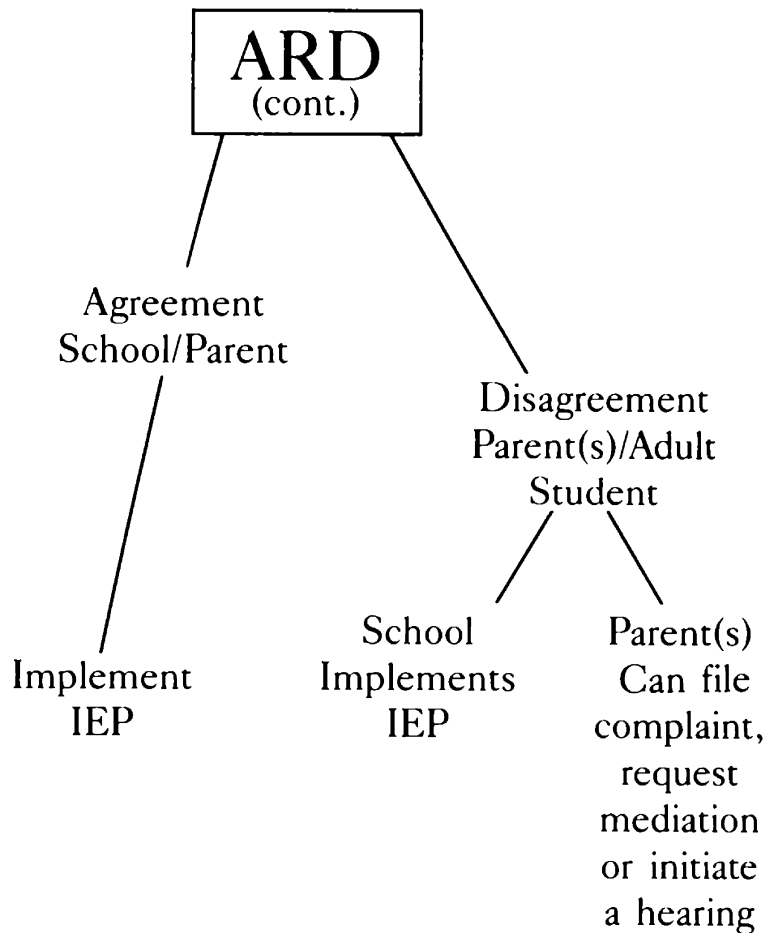 ARD
(cont.)
Agreement
School/Parent
Disagreement
Parent(s)/Adult
Student
Implement
IEP
School
Implements
IEP
Parent(s)
Can file
complaint,
request
mediation
or initiate
a hearing